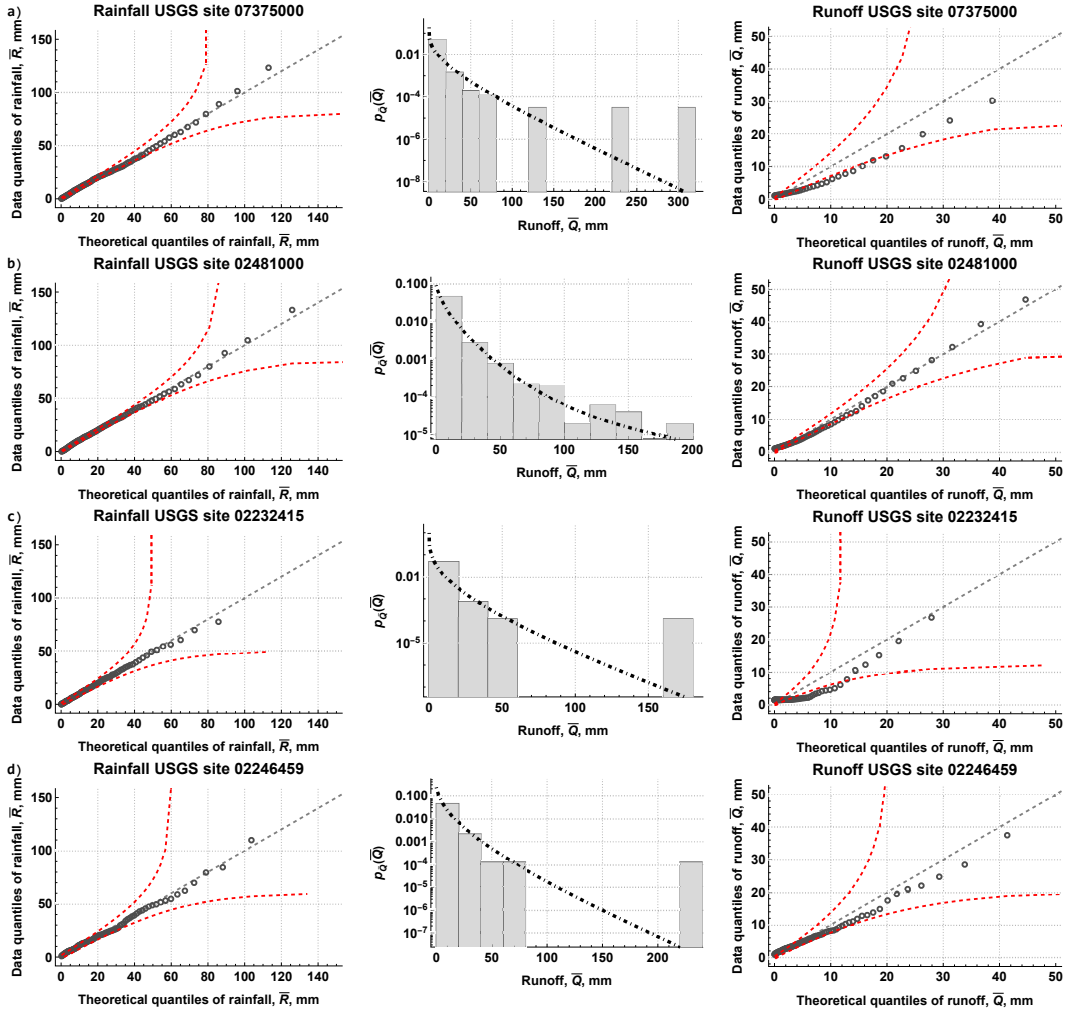 a)
Rainfall USGS site 07375000
Data quantiles of rainfall, R̅, mm
150
100
50
0
0 20 40 60 80 100 120 140
Theoretical quantiles of rainfall, R̅, mm
p_Q̂(Q̅)
0.01
10⁻⁴
10⁻⁶
10⁻⁸
0 50 100 150 200 250 300
Runoff, Q̅, mm
Runoff USGS site 07375000
Data quantiles of runoff, Q̅, mm
50
40
30
20
10
0
0 10 20 30 40 50
Theoretical quantiles of runoff, Q̅, mm
b)
Rainfall USGS site 02481000
Data quantiles of rainfall, R̅, mm
150
100
50
0
0 20 40 60 80 100 120 140
Theoretical quantiles of rainfall, R̅, mm
p_Q̂(Q̅)
0.100
0.010
0.001
10⁻⁴
10⁻⁵
0 50 100 150 200
Runoff, Q̅, mm
Runoff USGS site 02481000
Data quantiles of runoff, Q̅, mm
50
40
30
20
10
0
0 10 20 30 40 50
Theoretical quantiles of runoff, Q̅, mm
c)
Rainfall USGS site 02232415
Data quantiles of rainfall, R̅, mm
150
100
50
0
0 20 40 60 80 100 120 140
Theoretical quantiles of rainfall, R̅, mm
p_Q̂(Q̅)
0.01
10⁻⁵
0 50 100 150
Runoff, Q̅, mm
Runoff USGS site 02232415
Data quantiles of runoff, Q̅, mm
50
40
30
20
10
0
0 10 20 30 40 50
Theoretical quantiles of runoff, Q̅, mm
d)
Rainfall USGS site 02246459
Data quantiles of rainfall, R̅, mm
150
100
50
0
0 20 40 60 80 100 120 140
Theoretical quantiles of rainfall, R̅, mm
p_Q̂(Q̅)
0.100
0.010
0.001
10⁻⁴
10⁻⁵
10⁻⁶
10⁻⁷
0 50 100 150 200
Runoff, Q̅, mm
Runoff USGS site 02246459
Data quantiles of runoff, Q̅, mm
50
40
30
20
10
0
0 10 20 30 40 50
Theoretical quantiles of runoff, Q̅, mm